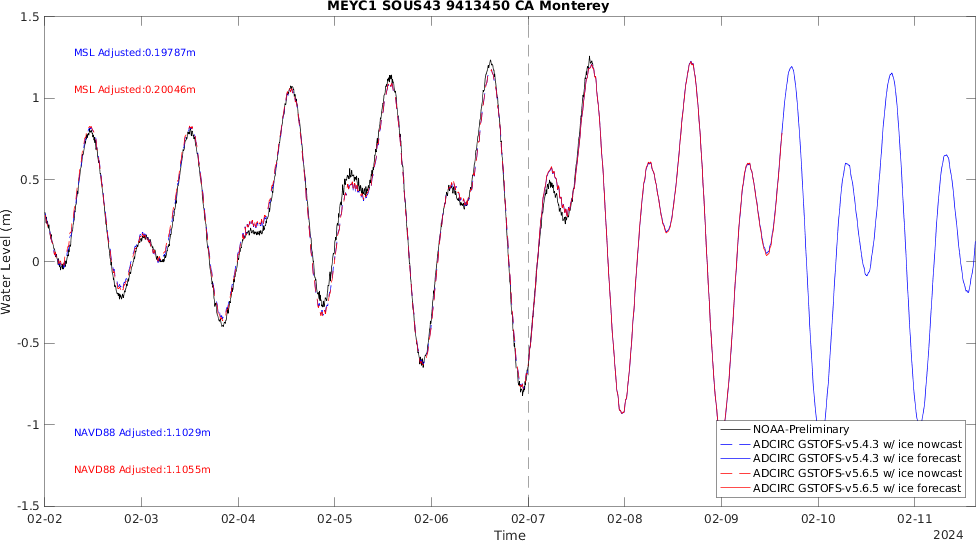 MEYC1 SOUS43 9413450 CA Monterey
1.5
MSL Adjusted:0.19787m
MSL Adjusted:0.20046m
1
0.5
0
-0.5
-1
-1.5
Water Level (m)
NAVD88 Adjusted:1.1029m
NAVD88 Adjusted:1.1055m
NOAA-Preliminary
ADCIRC GSTOFS-v5.4.3 w/ ice nowcast
ADCIRC GSTOFS-v5.4.3 w/ ice forecast
ADCIRC GSTOFS-v5.6.5 w/ ice nowcast
ADCIRC GSTOFS-v5.6.5 w/ ice forecast
02-02 02-03 02-04 02-05 02-06 02-07 02-08 02-09 02-10 02-11
Time
2024